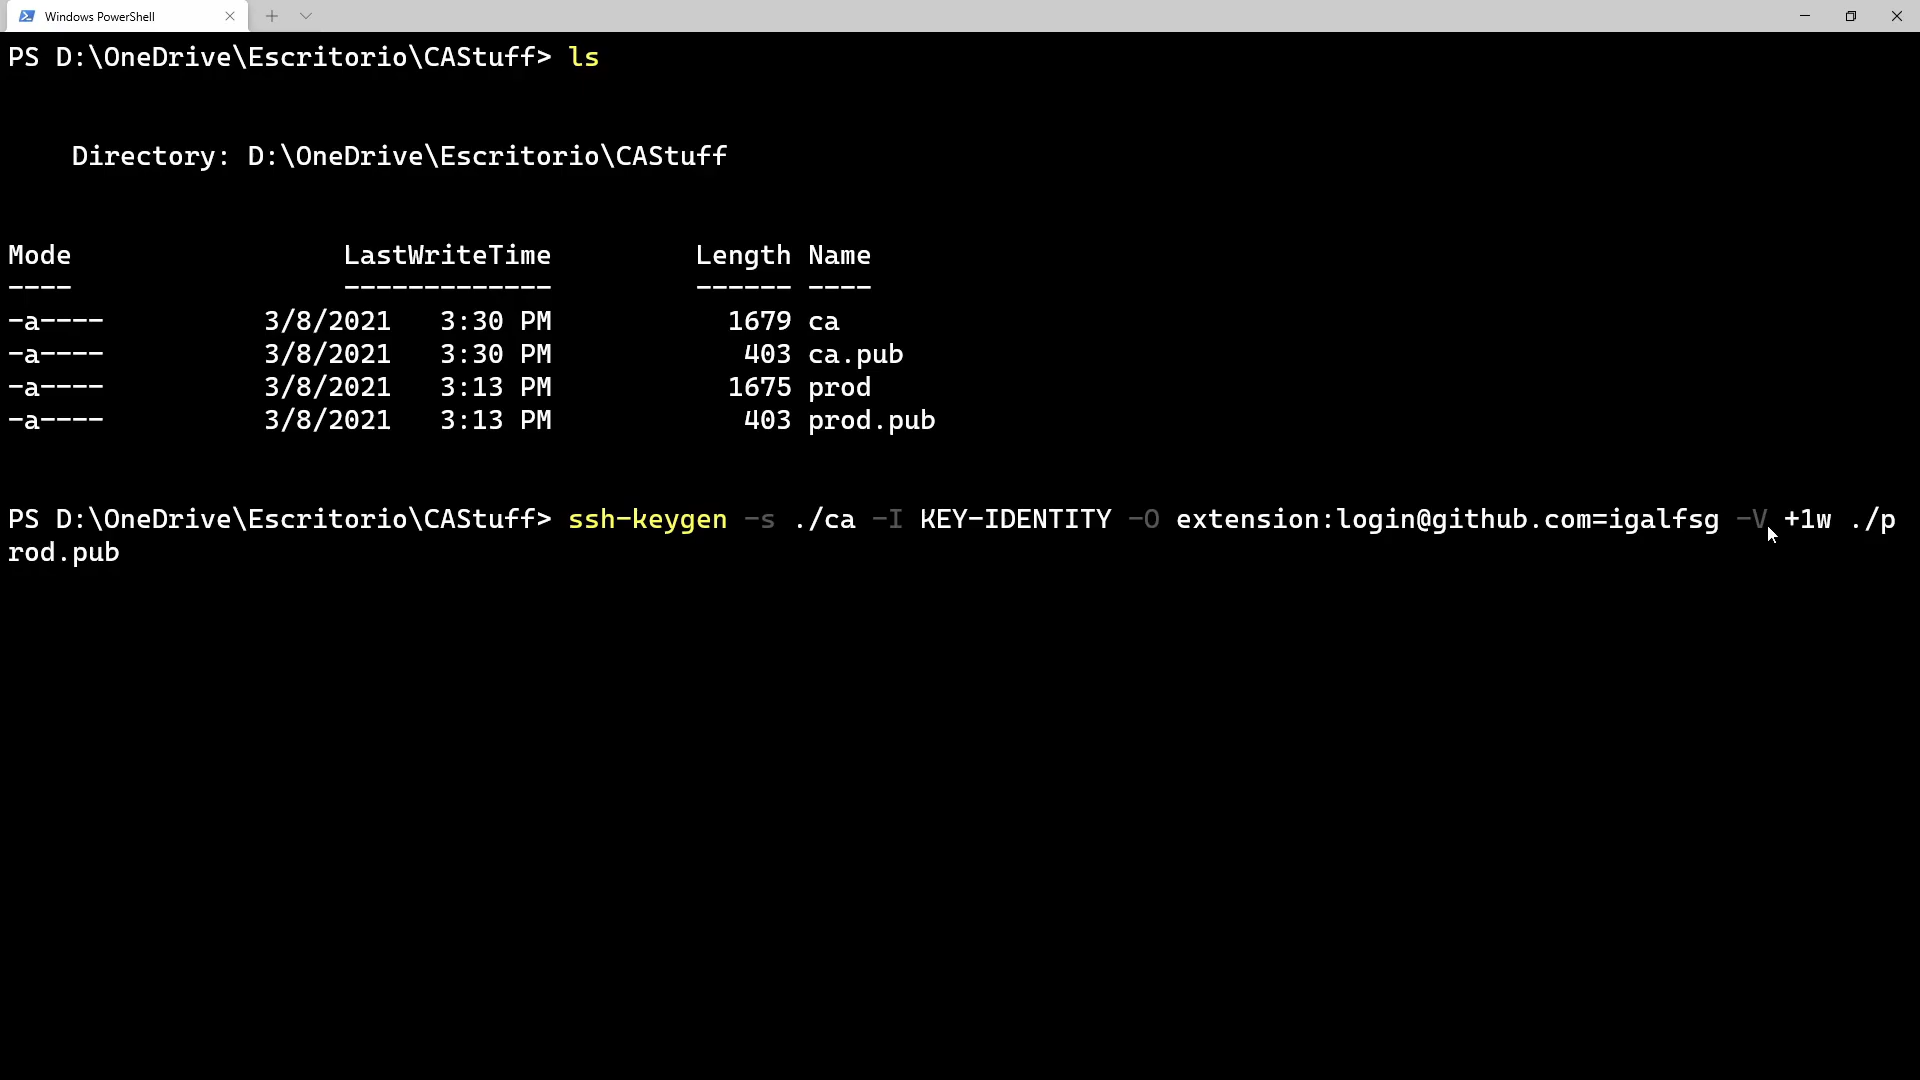 Windows PowerShell
PS D:\OneDrive\Escritorio\CAStuff> ls
Directory: D:\OneDrive\Escritorio\CAStuff
Mode                 LastWriteTime         Length Name
----                 -------------         ------ ----
-a----          3/8/2021   3:30 PM           1679 ca
-a----          3/8/2021   3:30 PM            403 ca.pub
-a----          3/8/2021   3:13 PM           1675 prod
-a----          3/8/2021   3:13 PM            403 prod.pub
PS D:\OneDrive\Escritorio\CAStuff> ssh-keygen -s ./ca -I KEY-IDENTITY -O extension:login@github.com=igalfsg -V +1w ./p
rod.pub